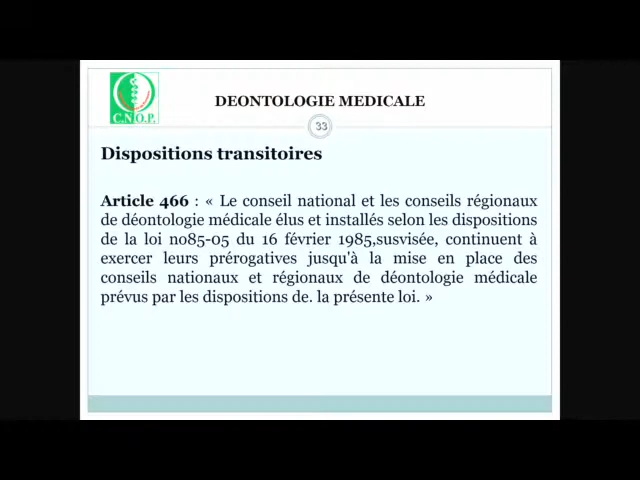 C.N.O.P.
DEONTOLOGIE MEDICALE
33
Dispositions transitoires
Article 466 : « Le conseil national et les conseils régionaux
de déontologie médicale élus et installés selon les dispositions
de la loi no85-05 du 16 février 1985,susvisée, continuent à
exercer leurs prérogatives jusqu'à la mise en place des
conseils nationaux et régionaux de déontologie médicale
prévus par les dispositions de. la présente loi. »